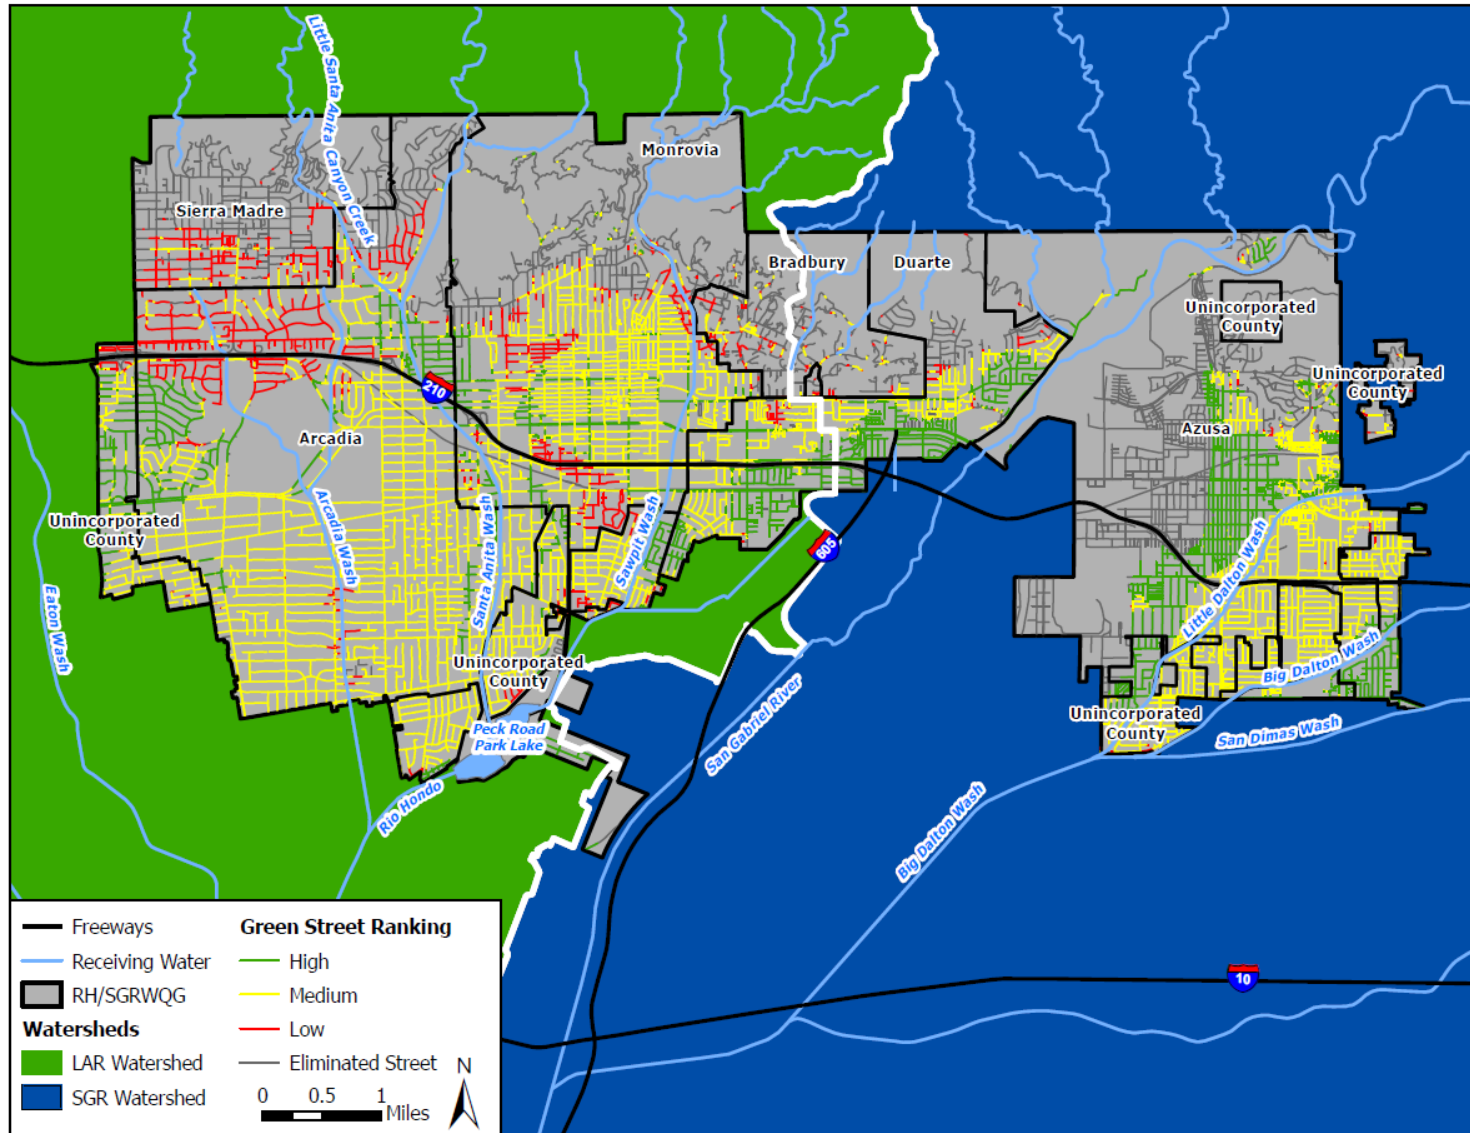 Little Santa Anita Canyon Creek
Monrovia
Sierra Madre
Bradbury
Duarte
Unincorporated
County
Unincorporated
County
210
Azusa
Arcadia
Unincorporated
County
Arcadia Wash
Santa Anita Wash
Sawpit Wash
605
Eaton Wash
Little Dalton Wash
Big Dalton Wash
Unincorporated
County
Unincorporated
County
San Dimas Wash
Peck Road
Park Lake
San Gabriel River
Rio Hondo
Big Dalton Wash
10
Freeways
Receiving Water
RH/SGRWQG
Watersheds
LAR Watershed
SGR Watershed
Green Street Ranking
High
Medium
Low
Eliminated Street
N
0 0.5 1
Miles